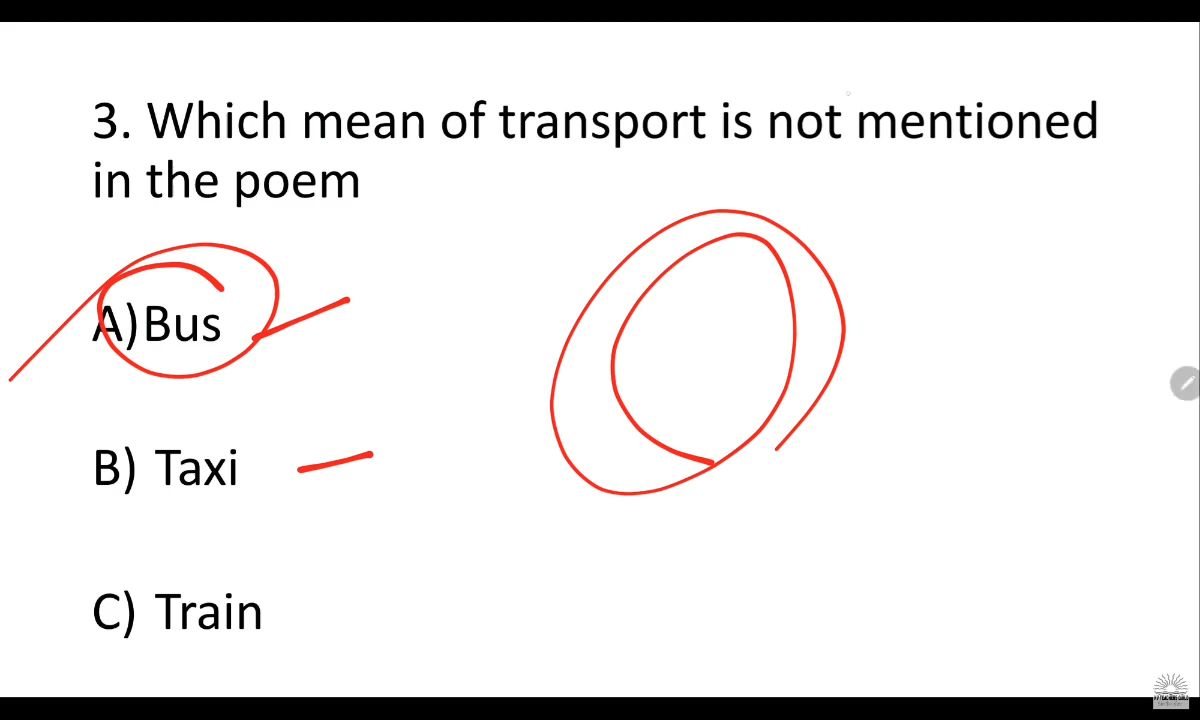 3. Which mean of transport is not mentioned
in the poem
A) Bus
B) Taxi
C) Train